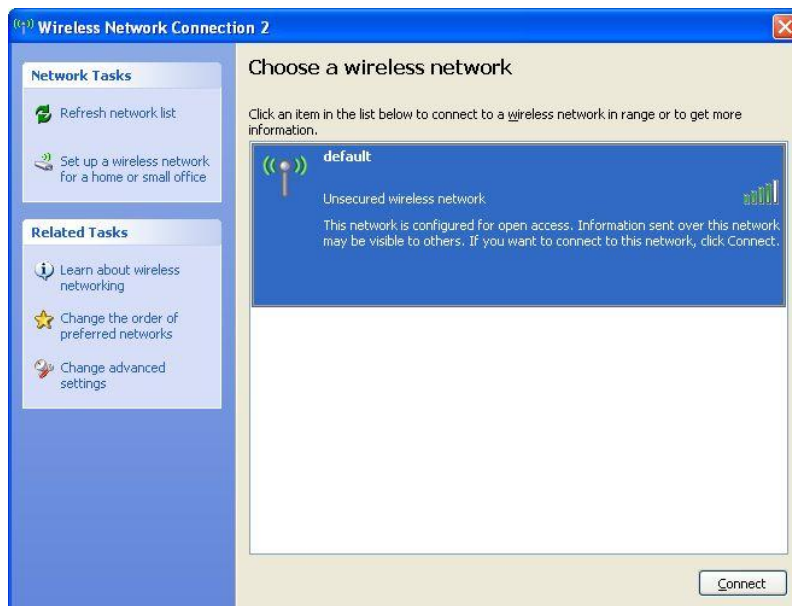 Wireless Network Connection 2
Network Tasks
Refresh network list
Set up a wireless network
for a home or small office
Related Tasks
Learn about wireless
networking
Change the order of
preferred networks
Change advanced
settings
Choose a wireless network
Click an item in the list below to connect to a wireless network in range or to get more
information.
default
Unsecured wireless network
This network is configured for open access. Information sent over this network
may be visible to others. If you want to connect to this network, click Connect.
Connect